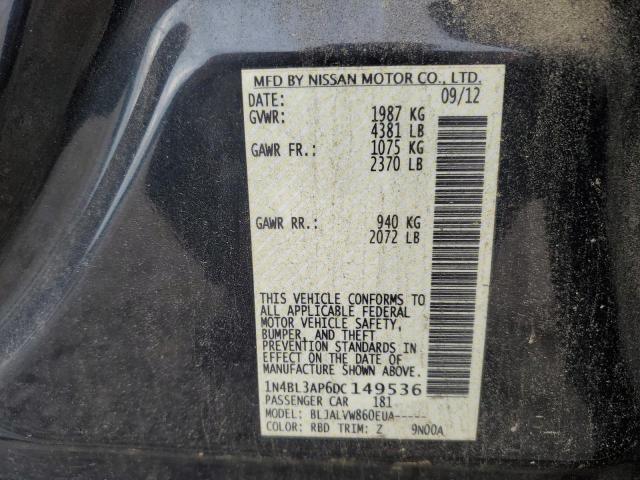 MFD BY NISSAN MOTOR CO., LTD.
DATE: 09/12
GVWR: 1987 KG
4381 LB
GAWR FR.: 1075 KG
2370 LB
GAWR RR.: 940 KG
2072 LB
THIS VEHICLE CONFORMS TO
ALL APPLICABLE FEDERAL
MOTOR VEHICLE SAFETY,
BUMPER, AND THEFT
PREVENTION STANDARDS IN
EFFECT ON THE DATE OF
MANUFACTURE SHOWN ABOVE.
1N4BL3AP6DC149536
PASSENGER CAR 181
MODEL: BLJALVW860EUA-----
COLOR: RBD TRIM: Z 9N00A